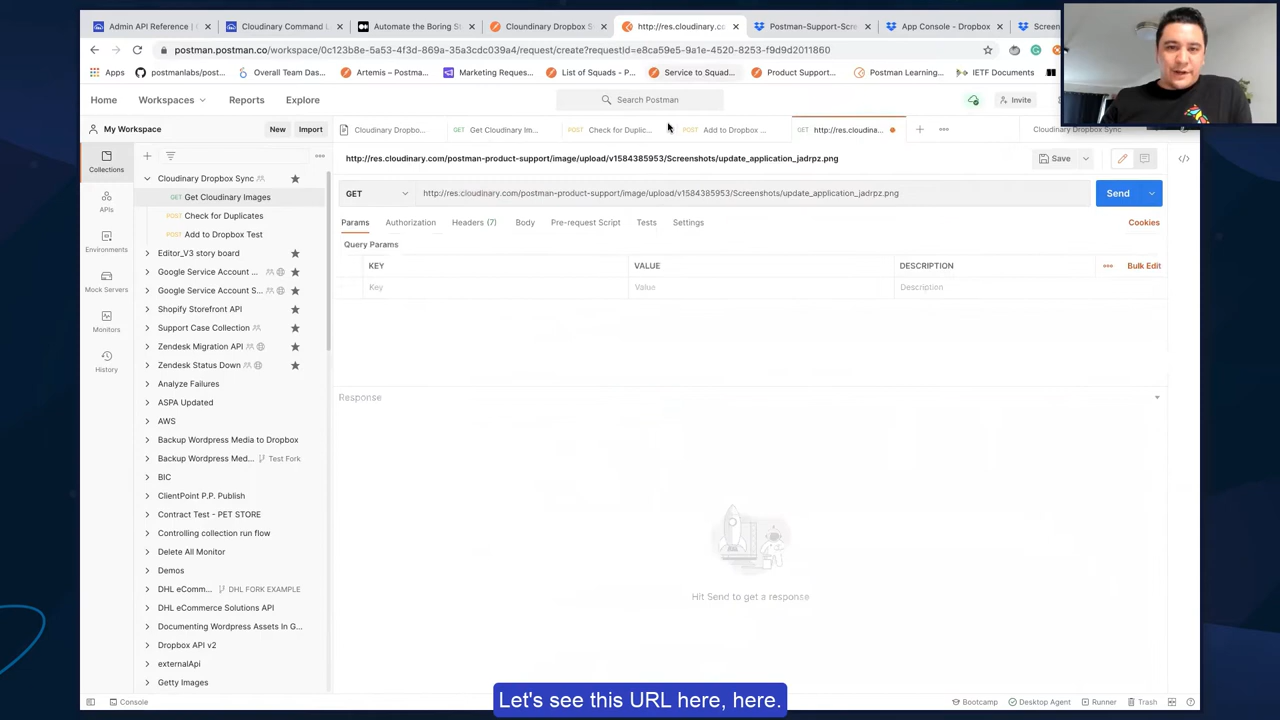 Admin API Reference | C
Cloudinary Command L
Automate the Boring St
Cloundinary Dropbox S
http://res.cloudinary.co
Postman-Support-Scre
App Console - Dropbox
Screen
postman.postman.co/workspace/0c123b8e-5a53-4f3d-869a-35a3cdc039a4/request/create?requestId=e8ca59e5-9a1e-4520-8253-f9d9d2011860
Apps
postmanlabs/post...
Overall Team Das...
Artemis – Postma...
Marketing Reques...
List of Squads - P...
Service to Squad...
Product Support...
Postman Learning...
IETF Documents
Home
Workspaces
Reports
Explore
Search Postman
Invite
My Workspace
New
Import
Cloudinary Dropbo...
GET Get Cloudinary Im...
POST Check for Duplic...
POST Add to Dropbox ...
GET http://res.cloudina...
Cloudinary Dropbox Sync
Collections
APIs
Environments
Mock Servers
Monitors
History
Cloudinary Dropbox Sync
GET Get Cloudinary Images
POST Check for Duplicates
POST Add to Dropbox Test
Editor_V3 story board
Google Service Account ...
Google Service Account S...
Shopify Storefront API
Support Case Collection
Zendesk Migration API
Zendesk Status Down
Analyze Failures
ASPA Updated
AWS
Backup Wordpress Media to Dropbox
Backup Wordpress Med... Test Fork
BIC
ClientPoint P.P. Publish
Contract Test - PET STORE
Controlling collection run flow
Delete All Monitor
Demos
DHL eComm... DHL FORK EXAMPLE
DHL eCommerce Solutions API
Documenting Wordpress Assets In G...
Dropbox API v2
externalApi
Getty Images
http://res.cloudinary.com/postman-product-support/image/upload/v1584385953/Screenshots/update_application_jadrpz.png
Save
GET
http://res.cloudinary.com/postman-product-support/image/upload/v1584385953/Screenshots/update_application_jadrpz.png
Send
Params
Authorization
Headers (7)
Body
Pre-request Script
Tests
Settings
Cookies
Query Params
KEY
VALUE
DESCRIPTION
Bulk Edit
Key
Value
Description
Response
Hit Send to get a response
Console
Bootcamp
Desktop Agent
Runner
Trash
Let's see this URL here, here.